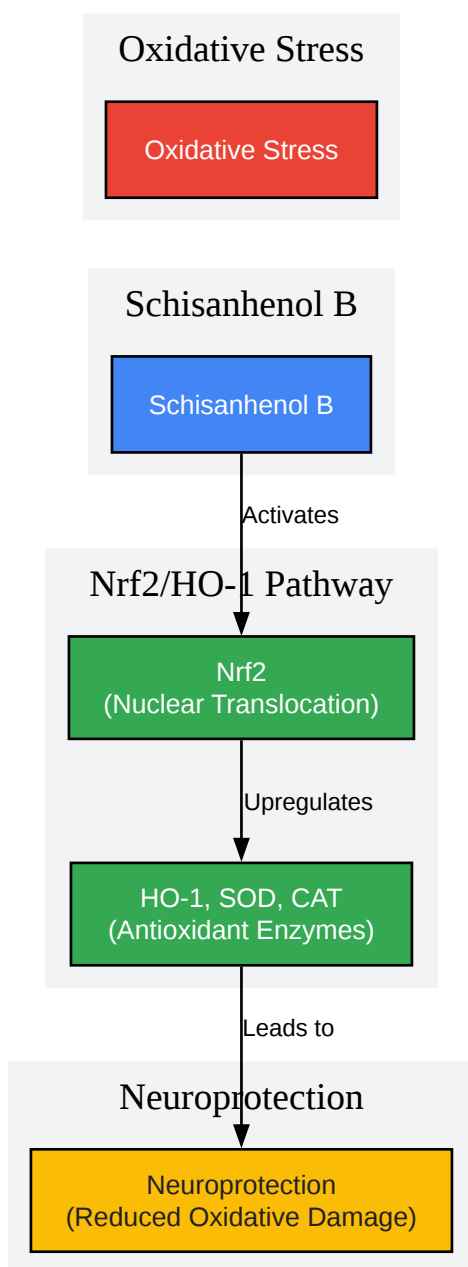 Oxidative Stress
Oxidative Stress
Schisanhenol B
Schisanhenol B
Activates
Nrf2/HO-1 Pathway
Nrf2
(Nuclear Translocation)
Upregulates
HO-1, SOD, CAT
(Antioxidant Enzymes)
Leads to
Neuroprotection
Neuroprotection
(Reduced Oxidative Damage)